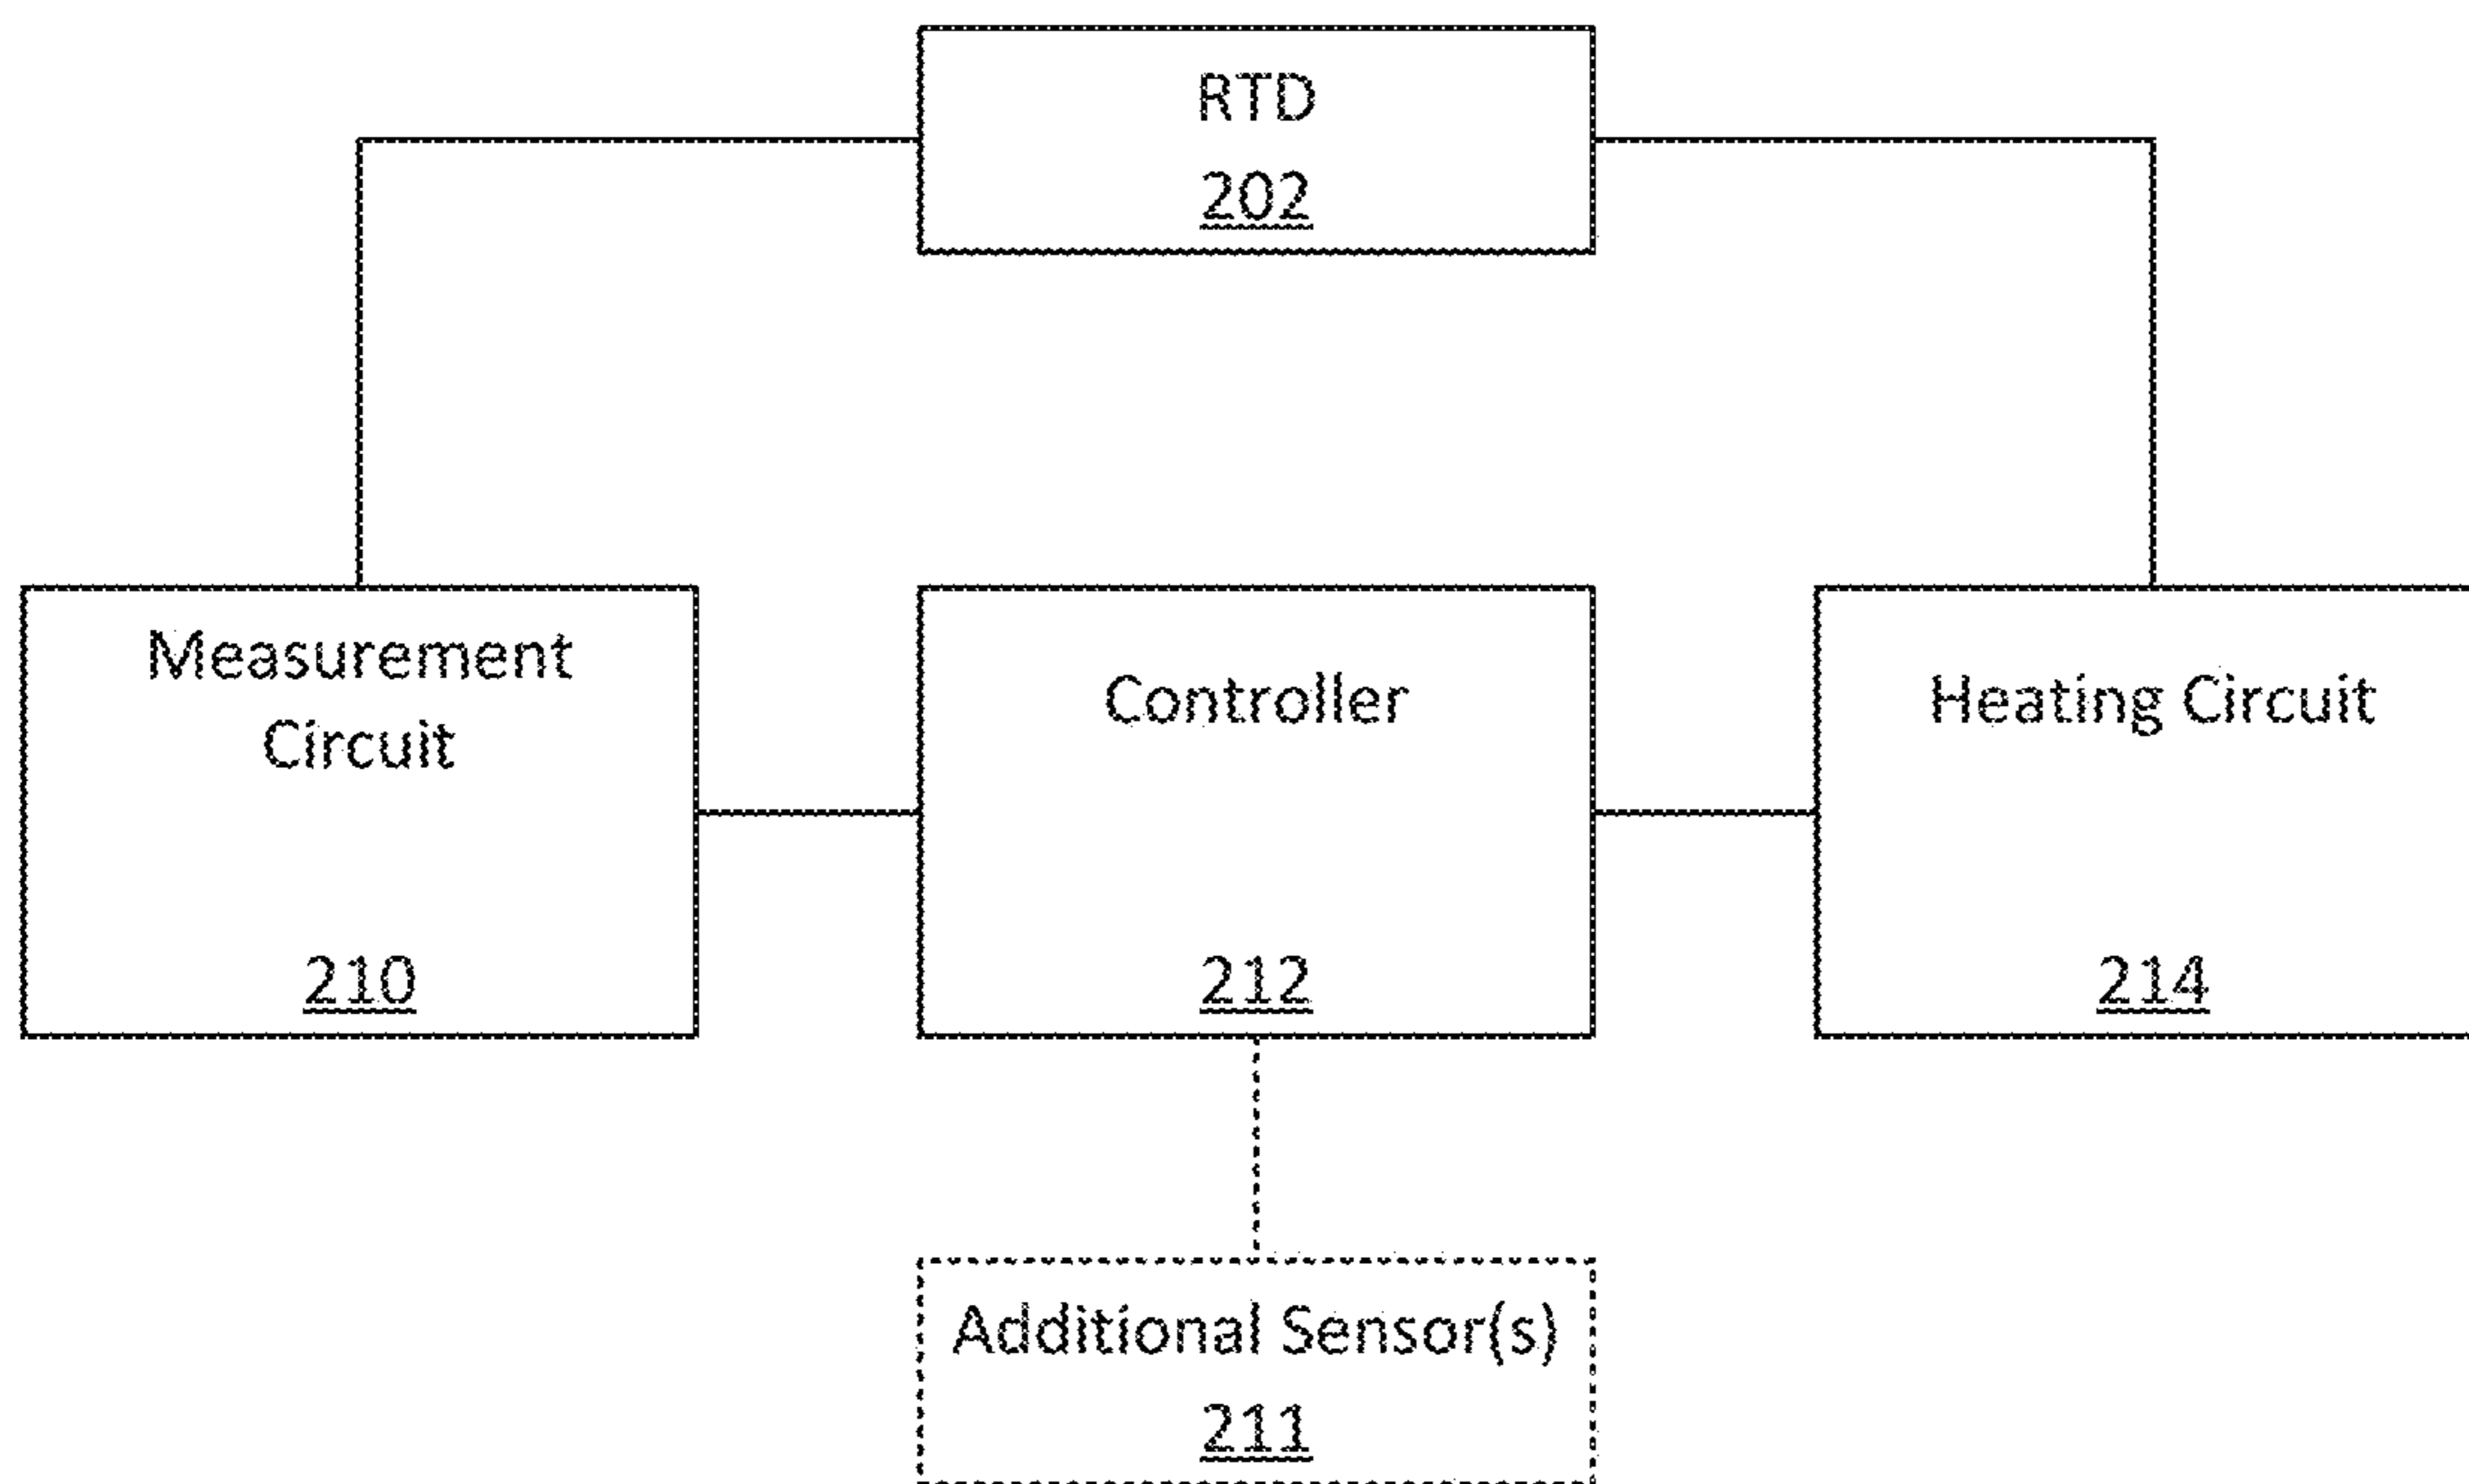 RTD
202
Measurement
Circuit
210
Controller
212
Heating Circuit
214
Additional Sensor(s)
211